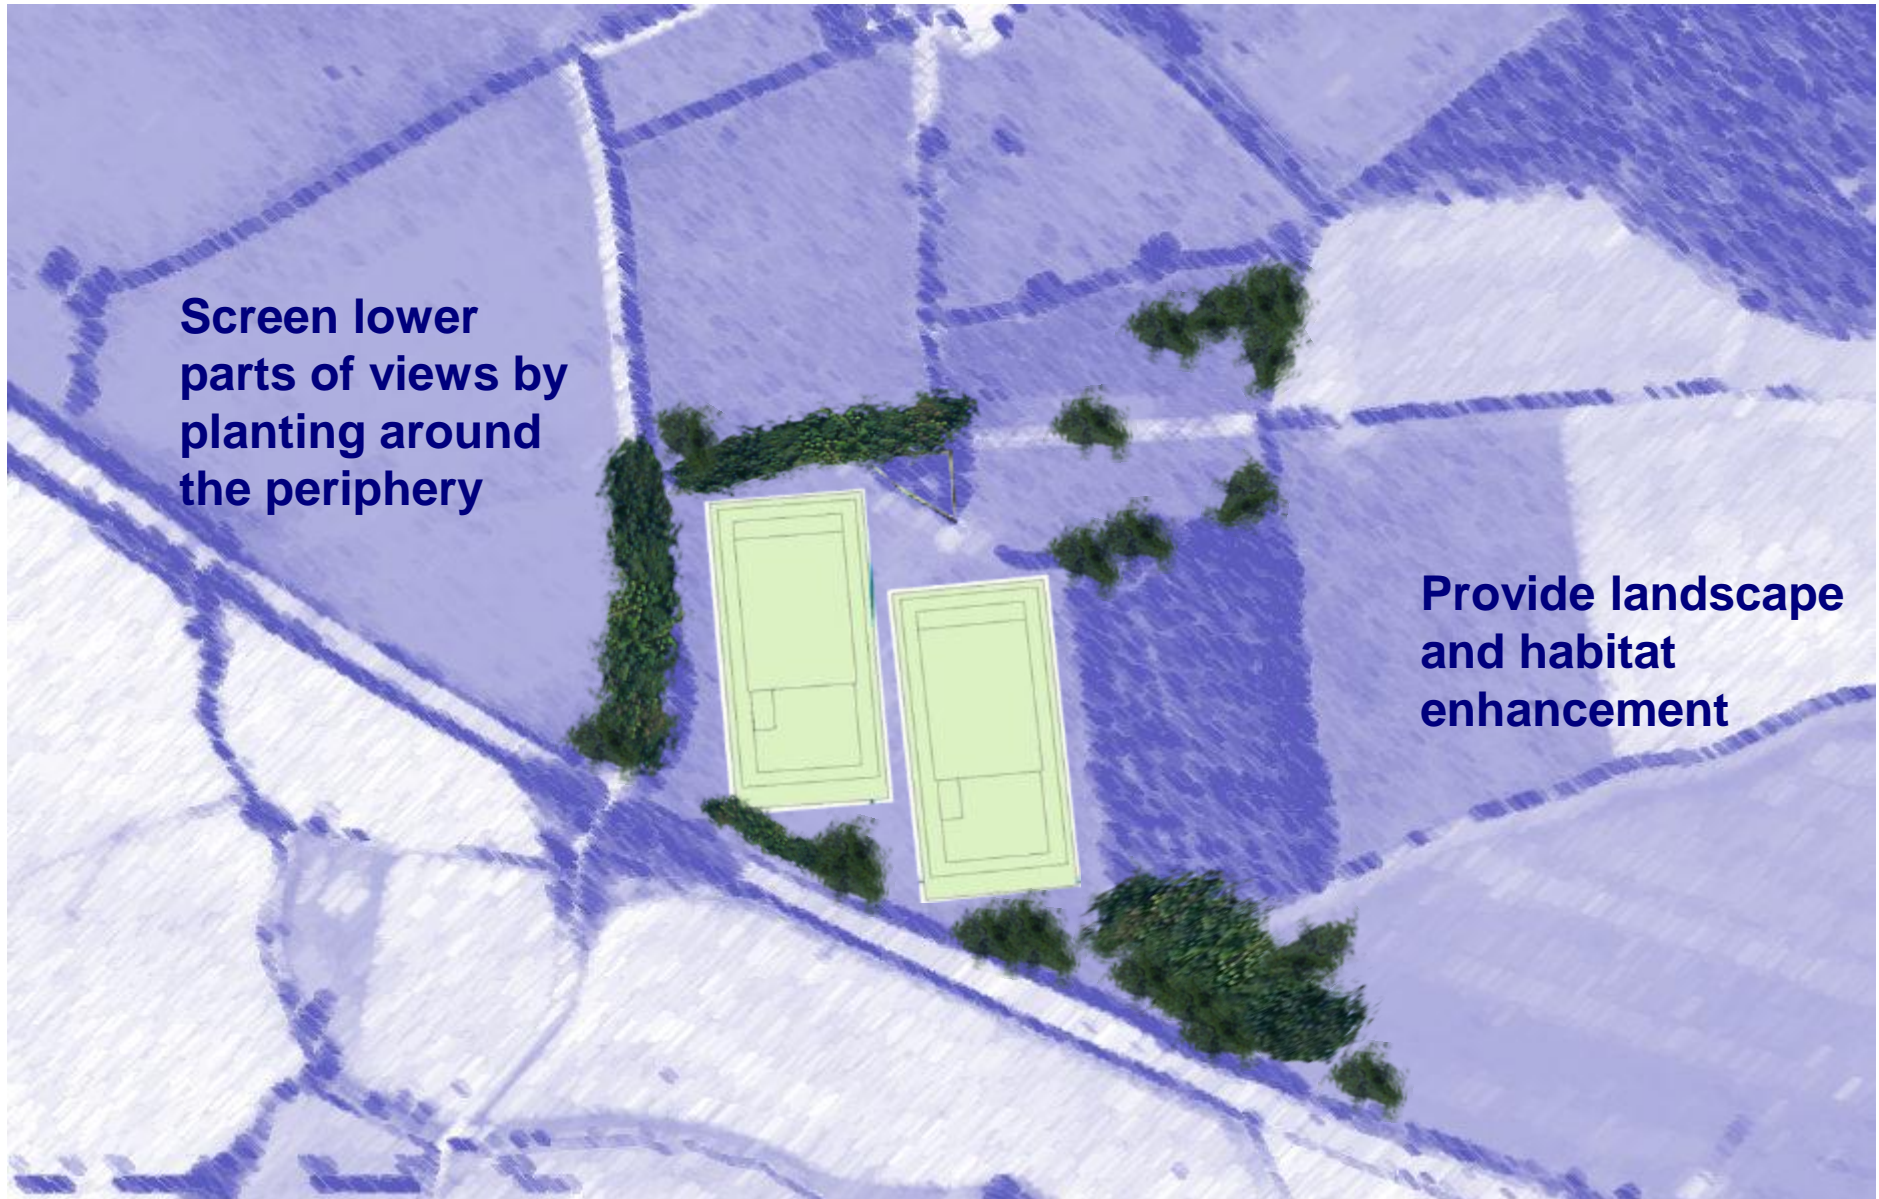 Screen lower
parts of views by
planting around
the periphery
Provide landscape
and habitat
enhancement